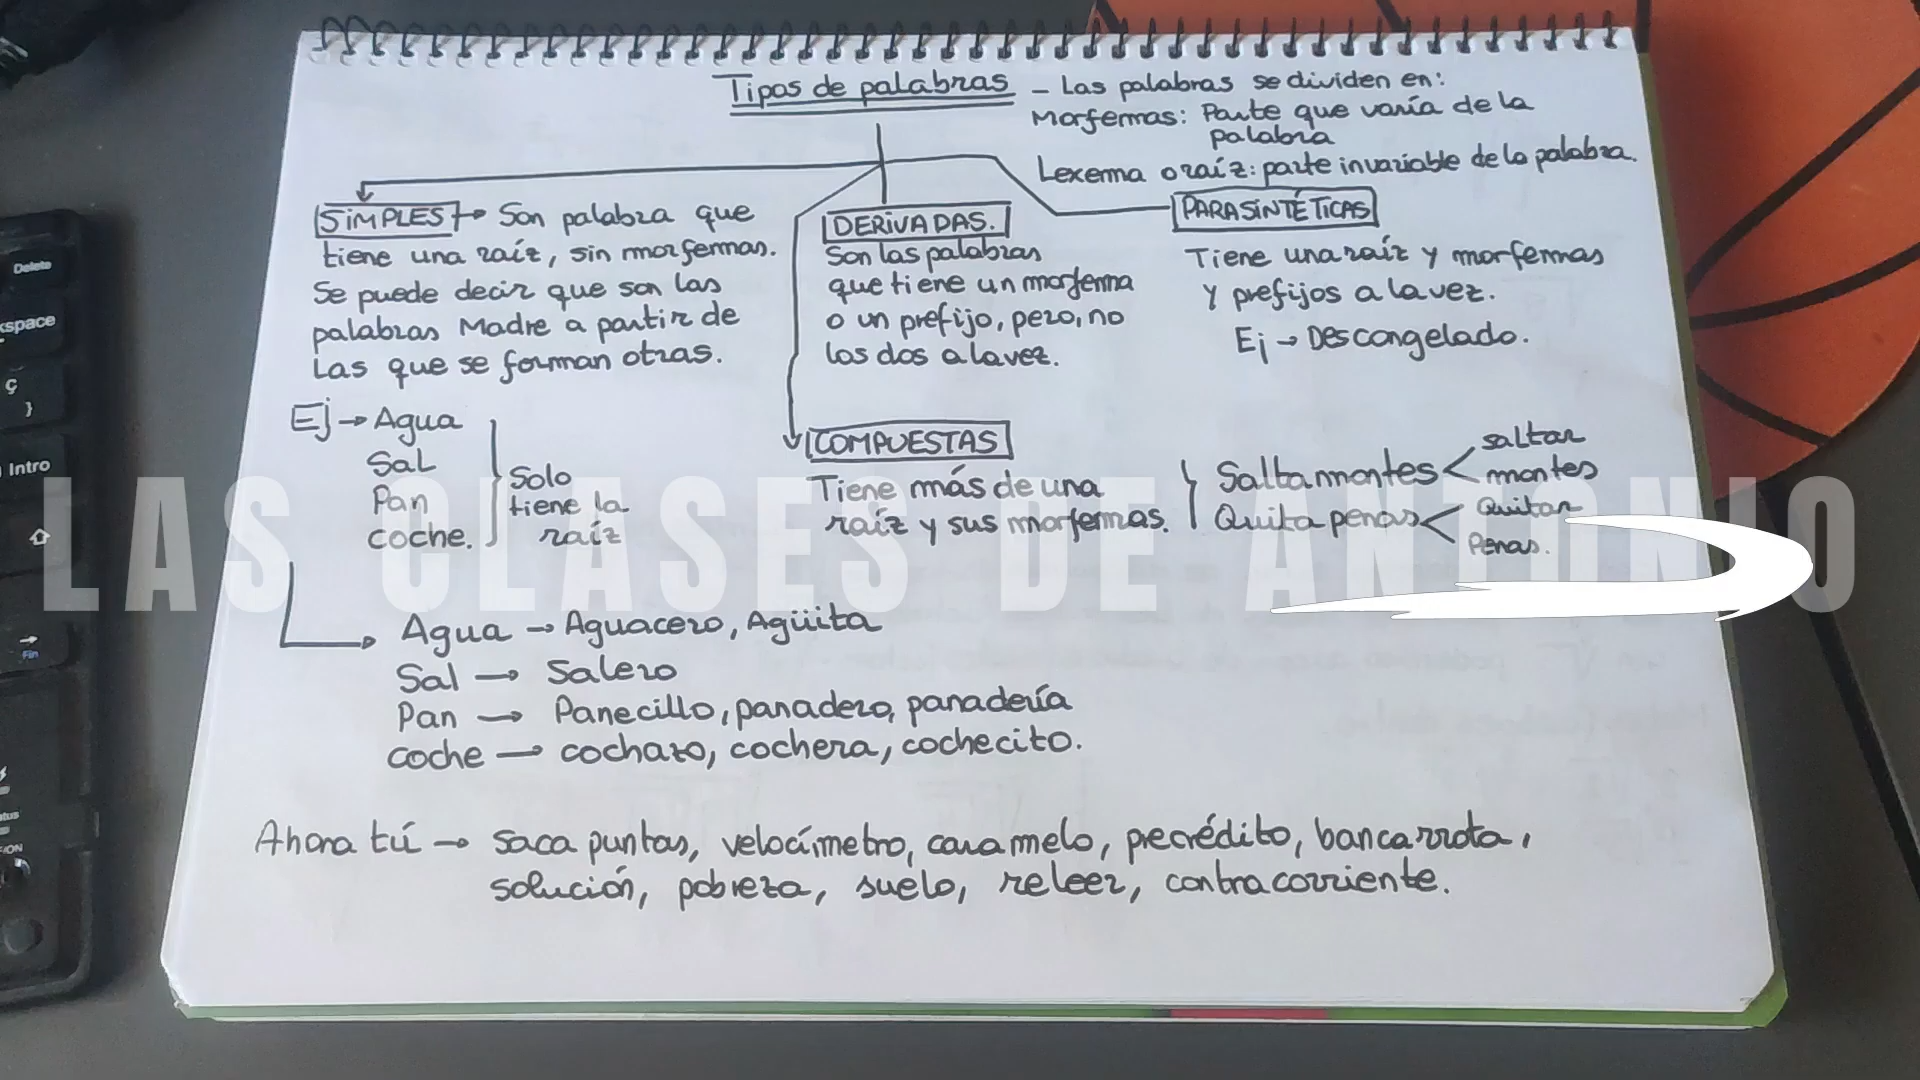 Tipos de palabras
- Las palabras se dividen en:
Morfemas: Parte que varía de la
palabra
Lexema o raíz: parte invariable de la palabra.
SIMPLES → Son palabra que
tiene una raíz, sin morfemas.
Se puede decir que son las
palabras Madre a partir de
Las que se forman otras.
Ej → Agua
Sal
Pan
coche.
Solo
tiene la
raíz
DERIVADAS.
Son las palabras
que tiene un morfema
o un prefijo, pero, no
los dos a la vez.
PARASINTÉTICAS
Tiene una raíz y morfemas
y prefijos a la vez.
Ej → Descongelado.
COMPUESTAS
Tiene más de una
raíz y sus morfemas.
Saltamontes < saltar
montes
Quita penas < Quitar
Penas.
LAS CLASES DE ANTONIO
Agua → Aguacero, Agüita
Sal → Salero
Pan → Panecillo, panadero, panadería
coche → cochazo, cochera, cochecito.
Ahora tú → saca puntas, velocímetro, caramelo, precrédito, bancarrota,
solución, pobreza, suelo, releer, contracorriente.
Delete
kspace
ç
}
Intro
Fin